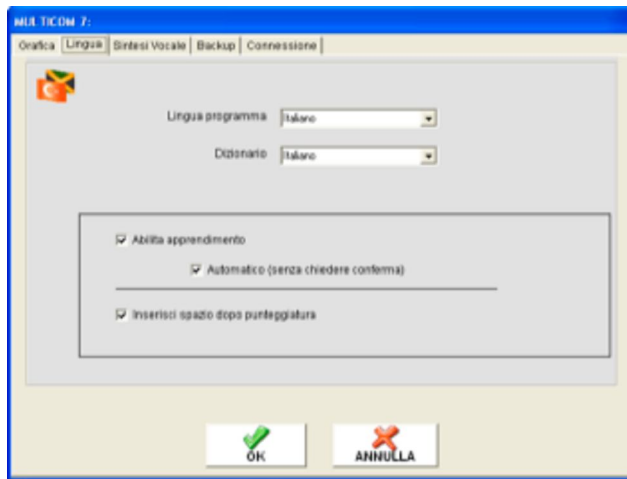 MULTICOM 7:
Grafica Lingua Sintesi Vocale Backup Connessione
Lingua programma Italiano
Dizionario Italiano
Abilita apprendimento
Automatico (senza chiedere conferma)
Inserisci spazio dopo punteggiatura
OK ANNULLA